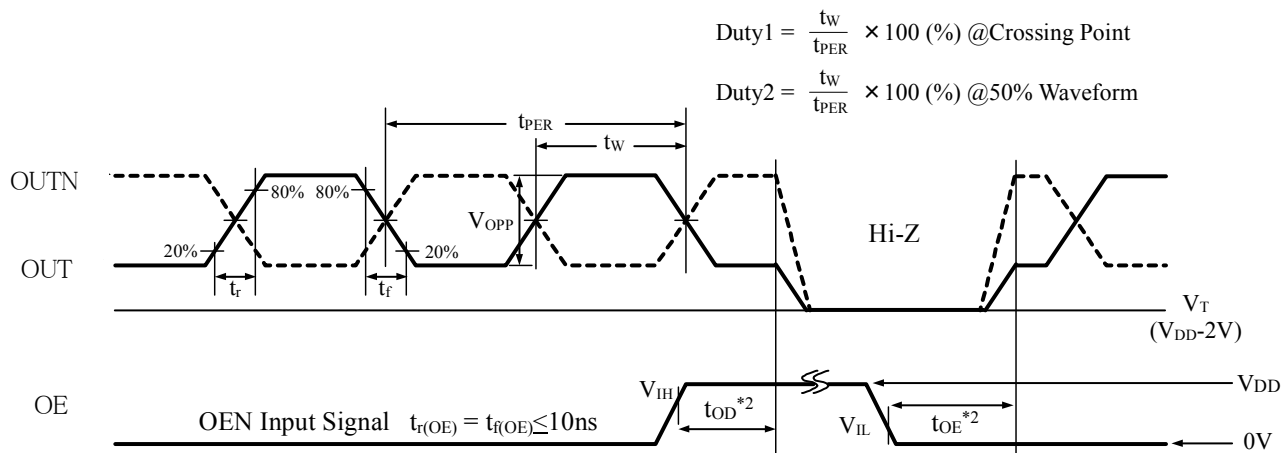 Duty1 = tW / tPER × 100 (%) @Crossing Point
Duty2 = tW / tPER × 100 (%) @50% Waveform
tPER
tW
OUTN
80% 80%
VOPP
Hi-Z
20% 20%
OUT
tr tf
VT
(VDD-2V)
VIH VDD
OE
OEN Input Signal tr(OE) = tf(OE)≤10ns
tOD*2
VIL
tOE*2
0V